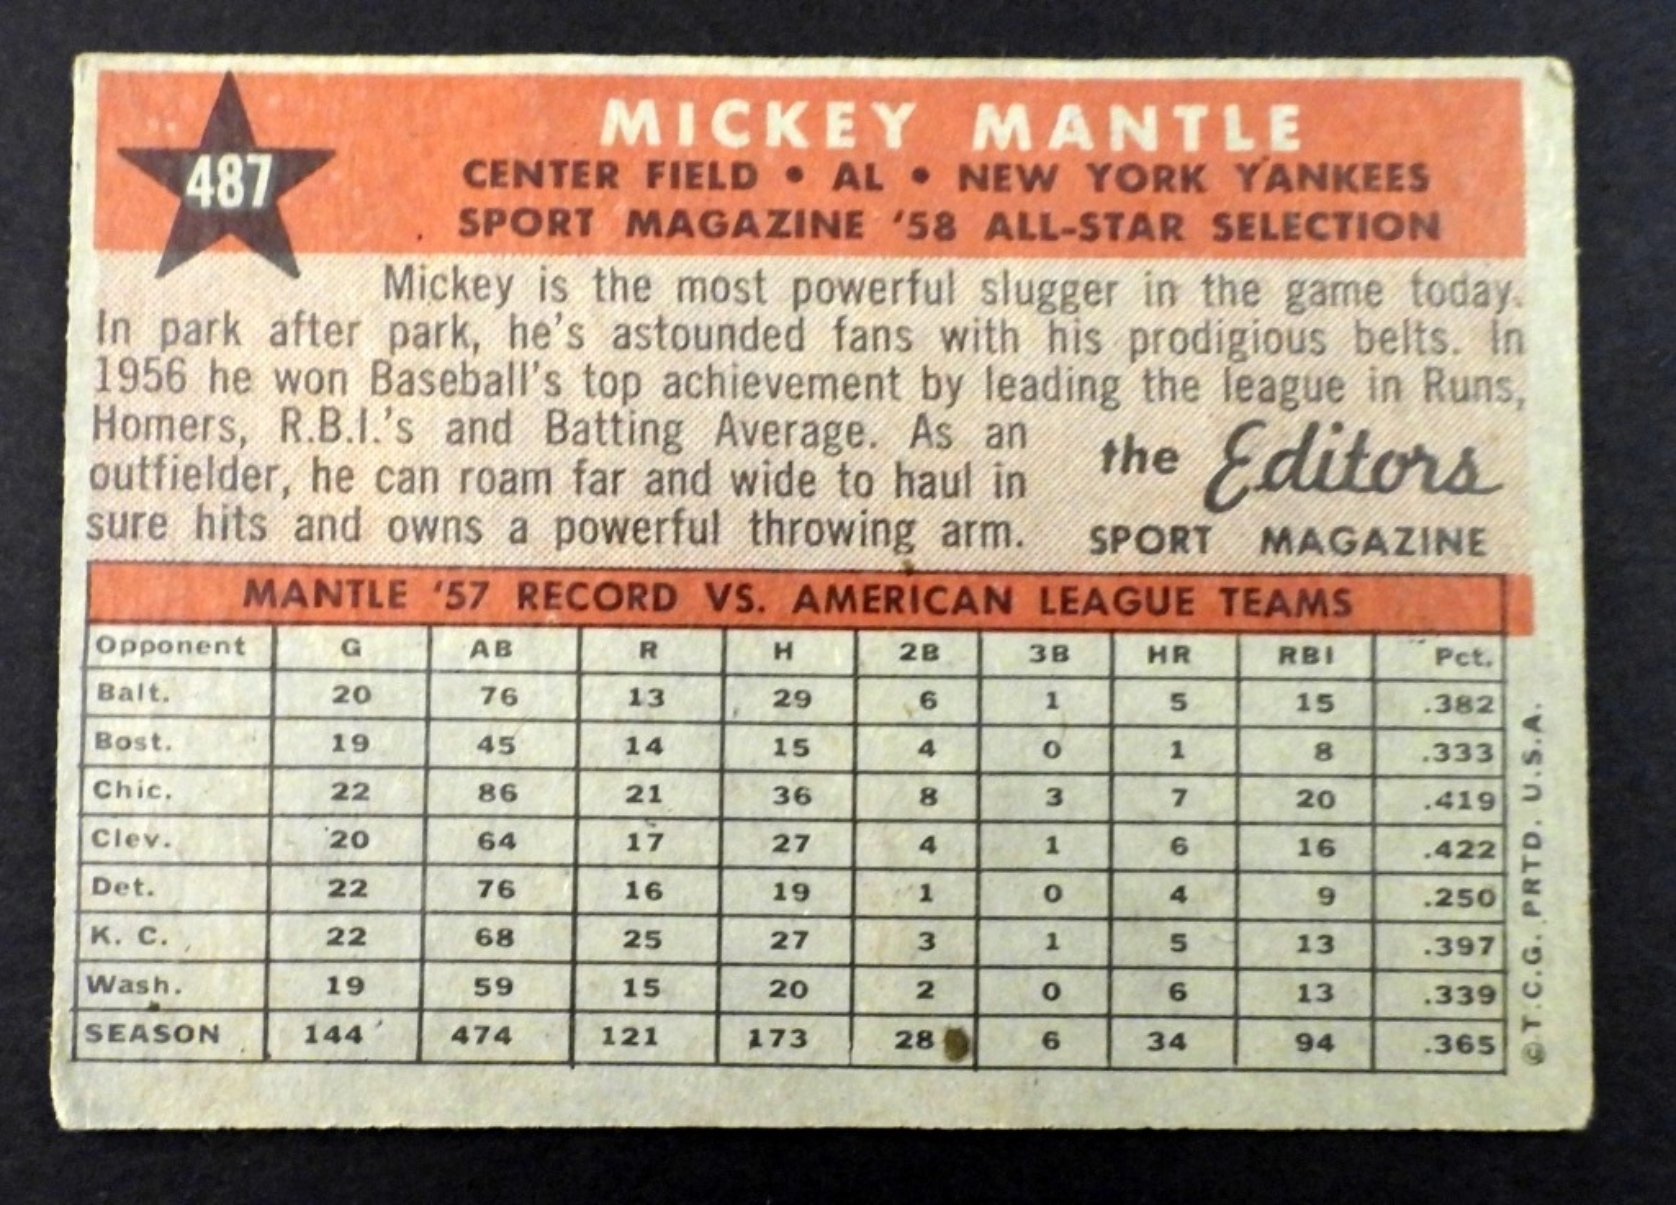 487
MICKEY MANTLE
CENTER FIELD • AL • NEW YORK YANKEES
SPORT MAGAZINE '58 ALL-STAR SELECTION
Mickey is the most powerful slugger in the game today.
In park after park, he's astounded fans with his prodigious belts. In
1956 he won Baseball's top achievement by leading the league in Runs,
Homers, R.B.I.'s and Batting Average. As an
outfielder, he can roam far and wide to haul in
sure hits and owns a powerful throwing arm.
the Editors
SPORT MAGAZINE
MANTLE '57 RECORD VS. AMERICAN LEAGUE TEAMS
Opponent G AB R H 2B 3B HR RBI Pct.
Balt. 20 76 13 29 6 1 5 15 .382
Bost. 19 45 14 15 4 0 1 8 .333
Chic. 22 86 21 36 8 3 7 20 .419
Clev. 20 64 17 27 4 1 6 16 .422
Det. 22 76 16 19 1 0 4 9 .250
K. C. 22 68 25 27 3 1 5 13 .397
Wash. 19 59 15 20 2 0 6 13 .339
SEASON 144 474 121 173 28 6 34 94 .365
© T.C.G. PRTD. U.S.A.